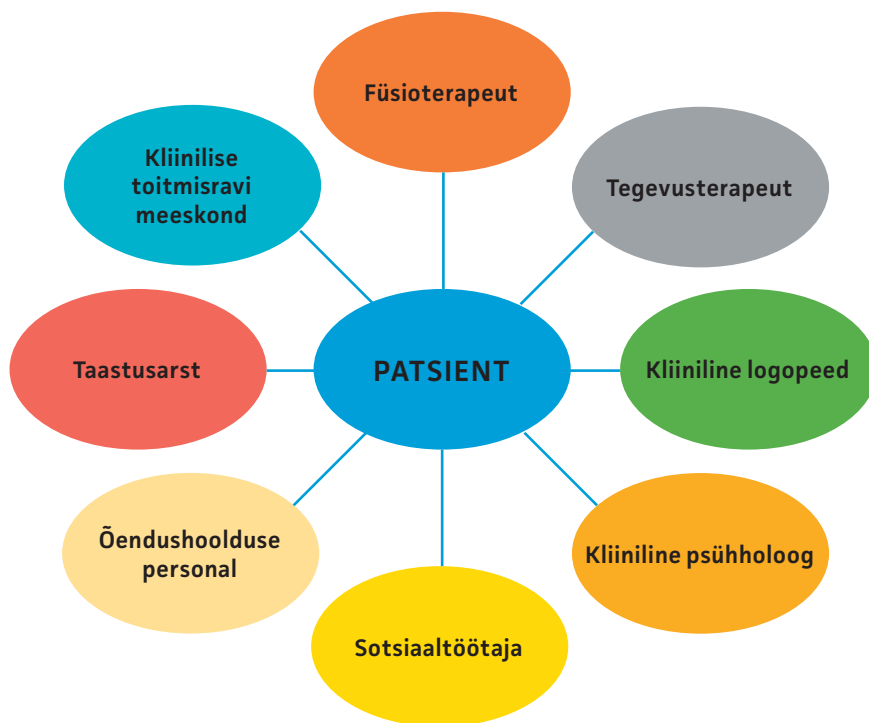 Füsioterapeut
Kliinilise
toitmisravi
meeskond
Tegevusterapeut
Taastusarst
PATSIENT
Kliiniline logopeed
Õendushoolduse
personal
Kliiniline psühholoog
Sotsiaaltöötaja